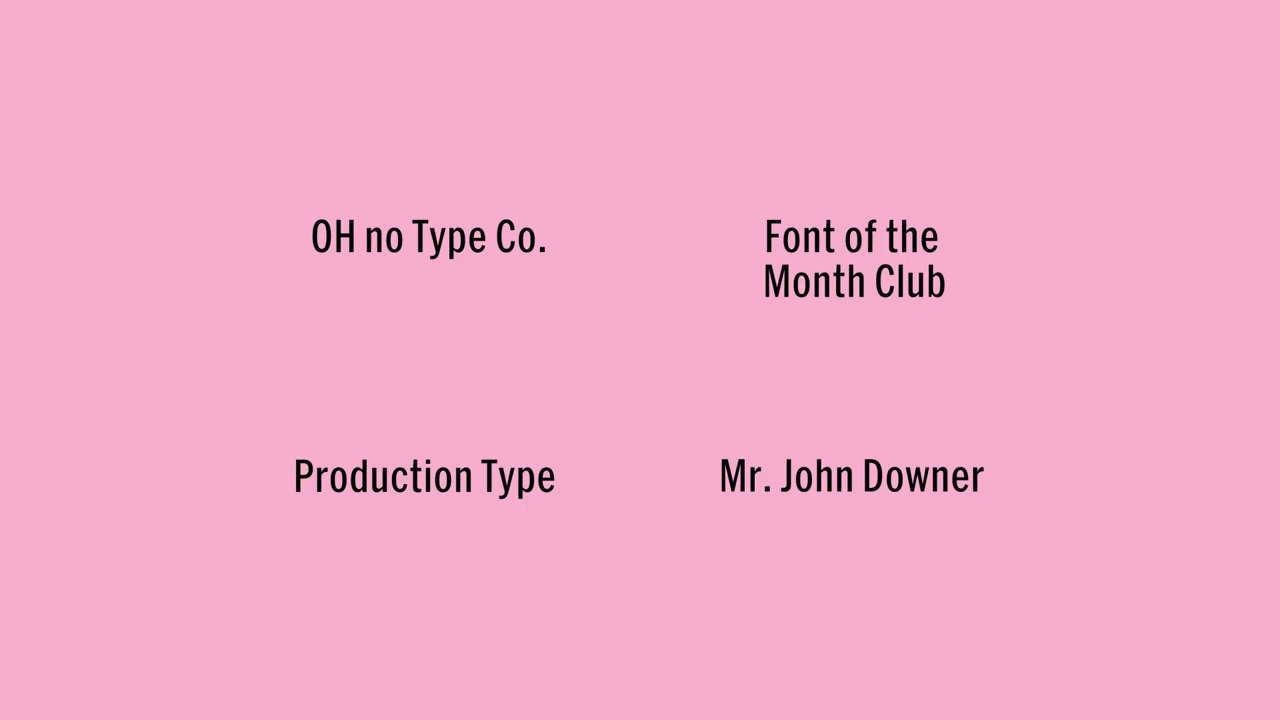 OH no Type Co.
Font of the
Month Club
Production Type
Mr. John Downer